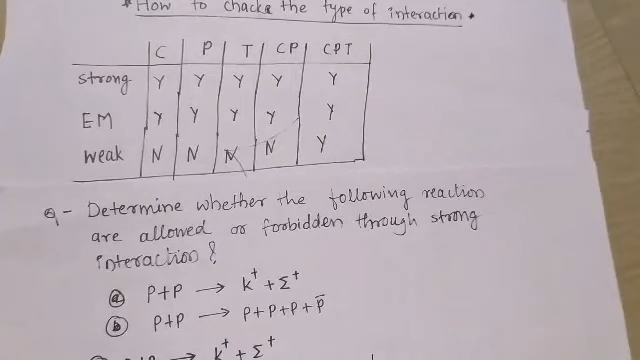 * How to chack the type of interaction *
C P T CP CPT
strong Y Y Y Y Y
EM Y Y Y Y Y
weak N N N N Y
Q - Determine whether the following reaction
are allowed or forbidden through strong
interaction ?
(a) P+P → K⁺ + Σ⁺
(b) P+P → P+P+P+p̄
K⁺ + Σ⁺